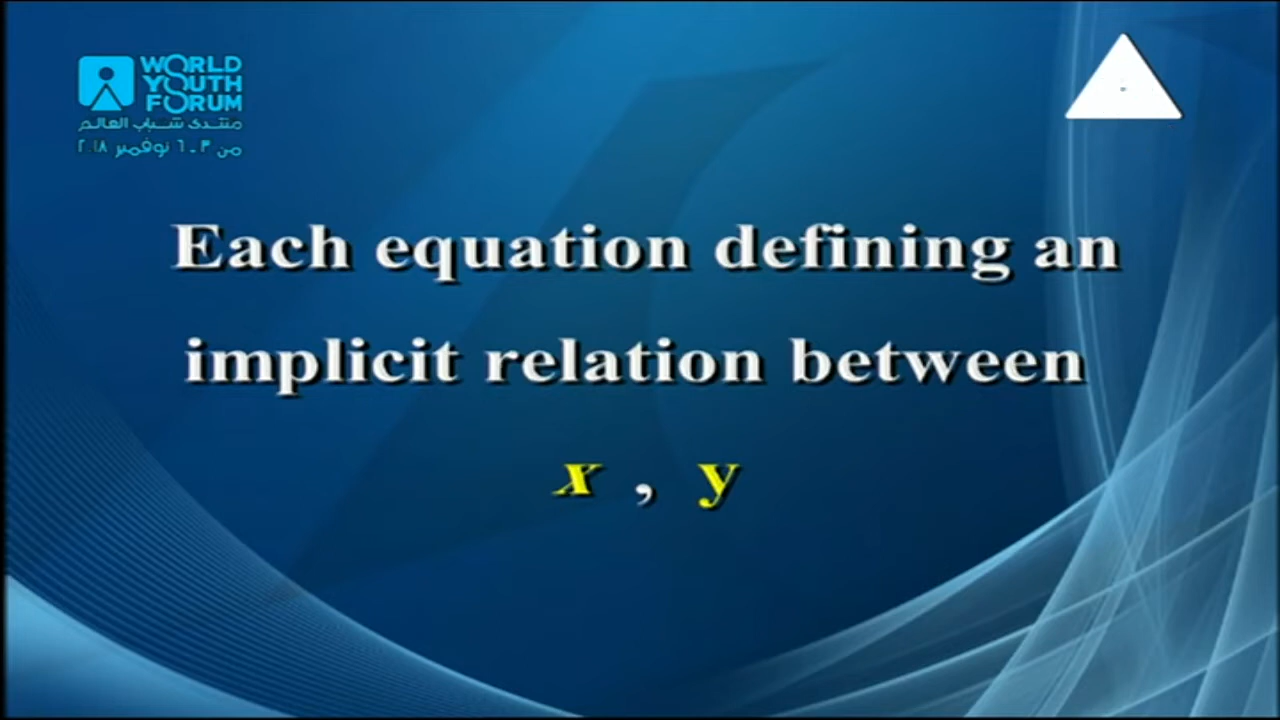 WORLD
YOUTH
FORUM
منتدى شباب العالم
من ٣ - ٦ نوفمبر ٢٠١٨
Each equation defining an
implicit relation between
x , y